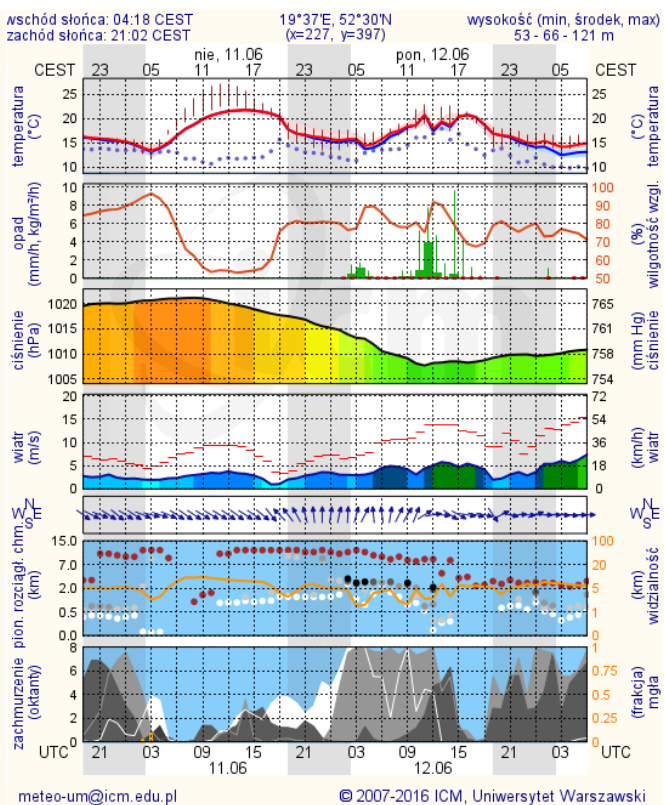 wschód słońca: 04:18 CEST 19°37'E, 52°30'N wysokość (min, środek, max)
zachód słońca: 21:02 CEST (x=227, y=397) 53 - 66 - 121 m
nie, 11.06 pon, 12.06
CEST 23 05 11 17 23 05 11 17 23 05 CEST
temperatura (°C)
25
20
15
10
temperatura (°C)
25
20
15
10
opad (mm/h, kg/m²/h)
10
8
6
4
2
0
100
90
80
70
60
50
(%) wilgotność wzgl.
ciśnienie (hPa)
1020
1015
1010
1005
765
761
758
754
(mm Hg) ciśnienie
wiatr (m/s)
20
15
10
5
0
72
54
36
18
0
(km/h) wiatr
N
W E
S
N
W E
S
pion. rozciągł. chm. (km)
15.0
7.0
2.0
0.5
0.0
100
20
5
1
0
(km) widzialność
zachmurzenie (oktanty)
8
6
4
2
0
1
0.75
0.5
0.25
0
(frakcja) mgła
UTC 21 03 09 15 21 03 09 15 21 03 UTC
11.06 12.06
meteo-um@icm.edu.pl © 2007-2016 ICM, Uniwersytet Warszawski